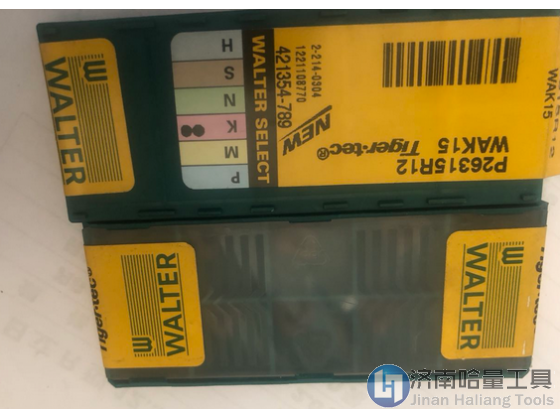 WALTER
H
S
N
K
M
P
WALTER SELECT
2-214-0304
1221108770
421354-789
NEW
Tiger·tec®
P26315R12
WAK15
WAK15
WALTER
Tiger·tec®
WALTER
济南哈量工具
Jinan Haliang Tools